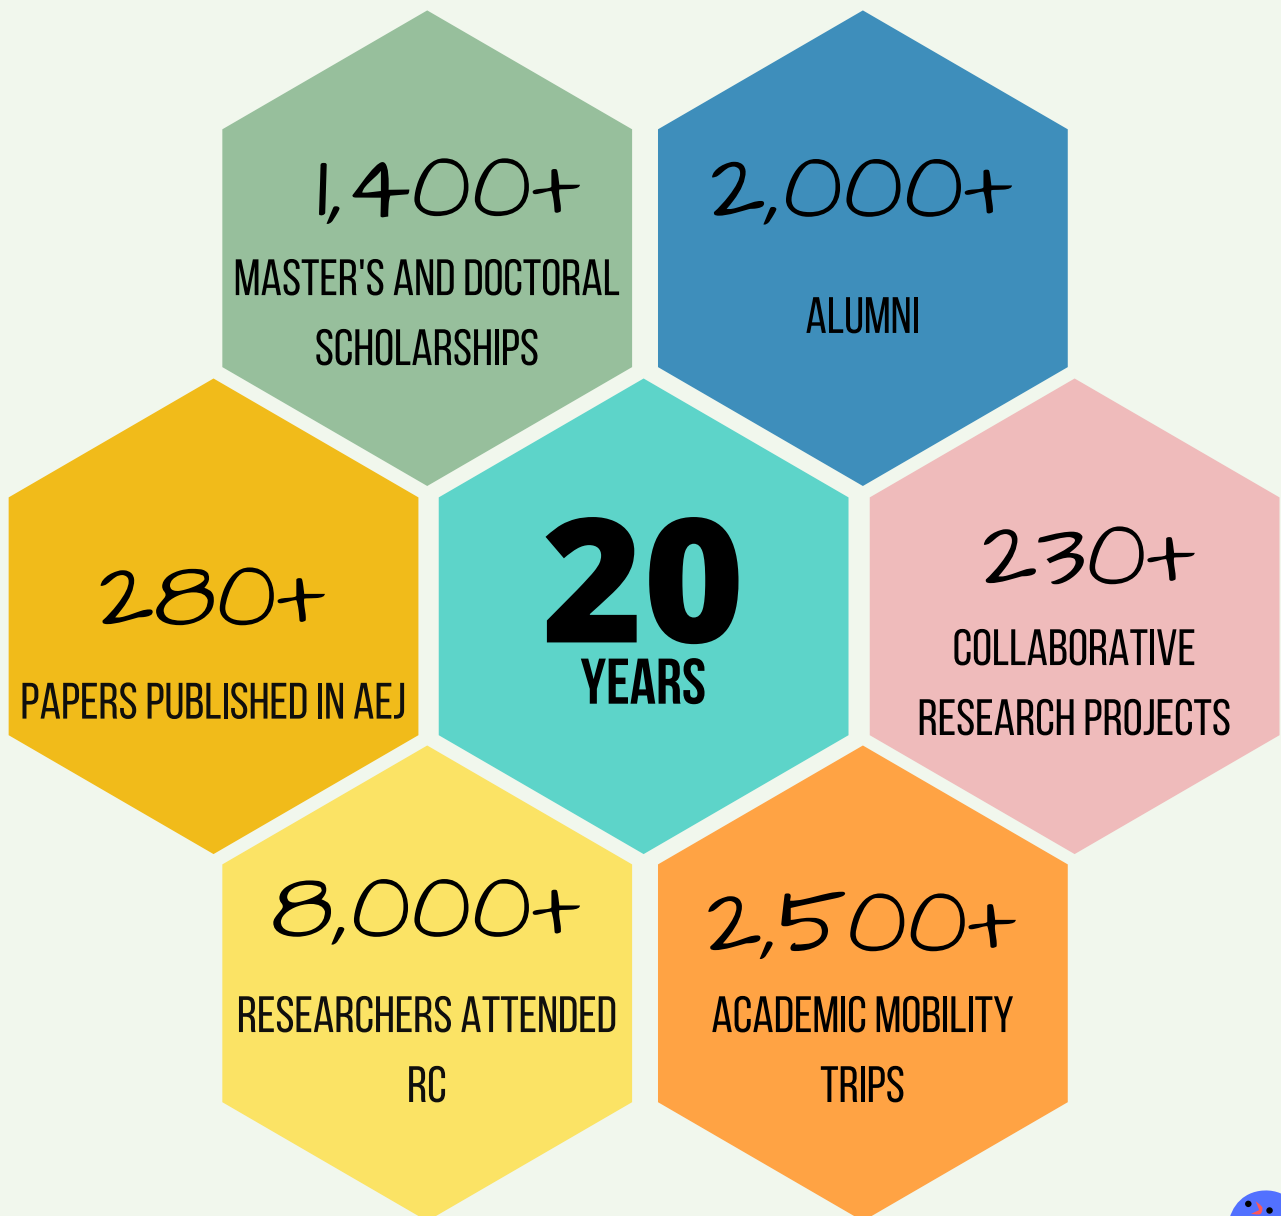 1,400+
MASTER'S AND DOCTORAL
SCHOLARSHIPS
2,000+
ALUMNI
280+
PAPERS PUBLISHED IN AEJ
20
YEARS
230+
COLLABORATIVE
RESEARCH PROJECTS
8,000+
RESEARCHERS ATTENDED
RC
2,500+
ACADEMIC MOBILITY
TRIPS